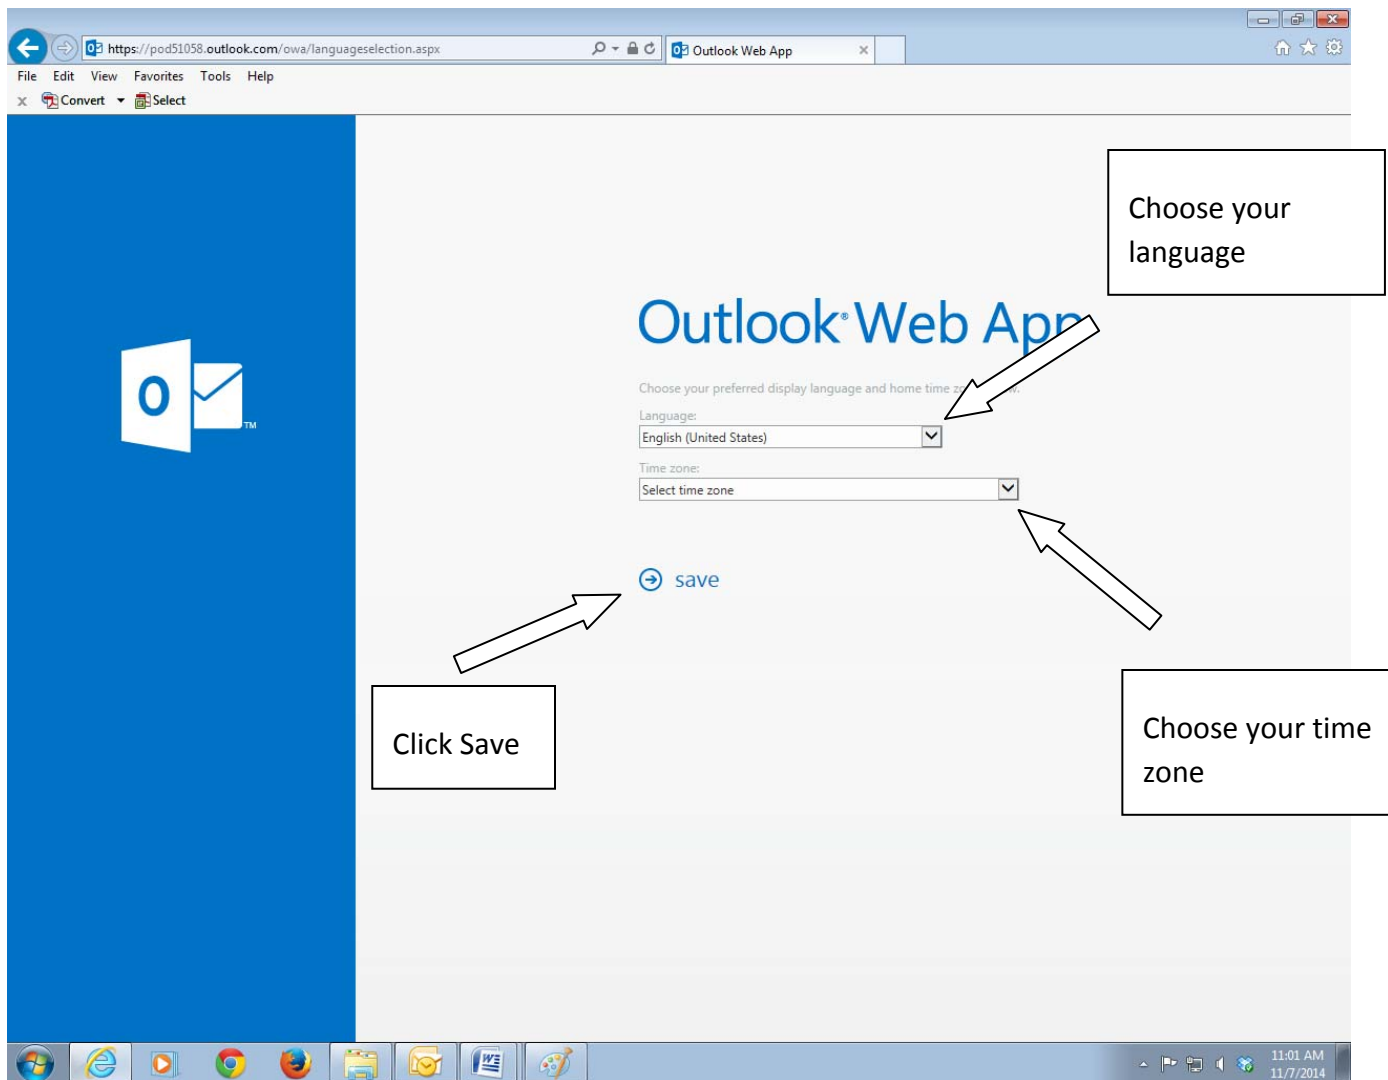 https://pod51058.outlook.com/owa/languageselection.aspx
Outlook Web App
File Edit View Favorites Tools Help
x Convert Select
Choose your
language
Outlook® Web App
Choose your preferred display language and home time
Language:
English (United States)
Time zone:
Select time zone
save
O
TM
Click Save
Choose your time
zone
11:01 AM
11/7/2014